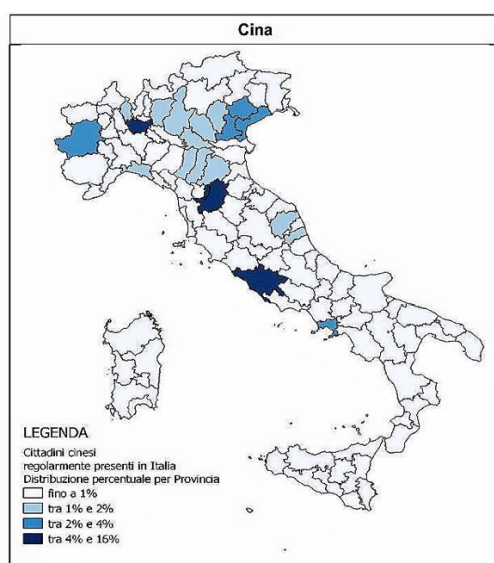 Cina
LEGENDA
Cittadini cinesi
regolarmente presenti in Italia
Distribuzione percentuale per Provincia
fino a 1%
tra 1% e 2%
tra 2% e 4%
tra 4% e 16%